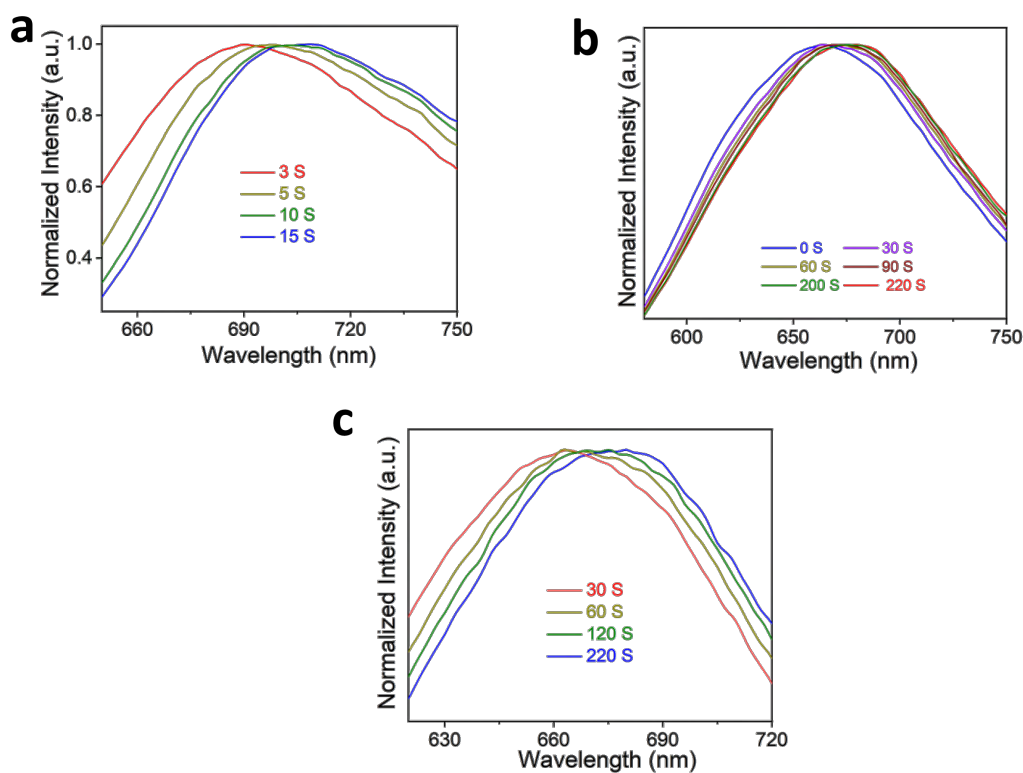 a
Normalized Intensity (a.u.)
1.0
0.8
0.6
0.4
3 S
5 S
10 S
15 S
660
690
720
750
Wavelength (nm)
b
Normalized Intensity (a.u.)
0 S
30 S
60 S
90 S
200 S
220 S
600
650
700
750
Wavelength (nm)
c
Normalized Intensity (a.u.)
30 S
60 S
120 S
220 S
630
660
690
720
Wavelength (nm)